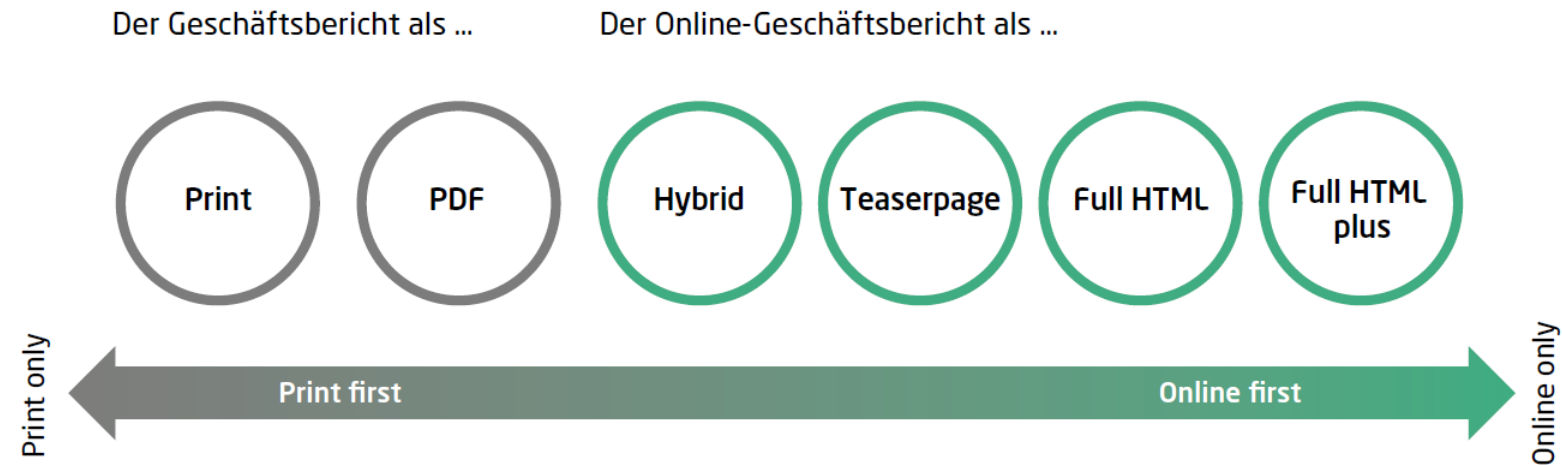 Der Geschäftsbericht als ...
Der Online-Geschäftsbericht als ...
Print
PDF
Hybrid
Teaserpage
Full HTML
Full HTML
plus
Print only
Print first
Online first
Online only